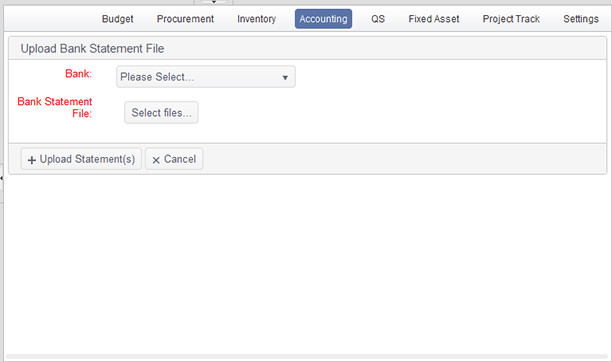 Budget Procurement Inventory Accounting QS Fixed Asset Project Track Settings
Upload Bank Statement File
Bank: Please Select...
Bank Statement
File: Select files...
+ Upload Statement(s) × Cancel